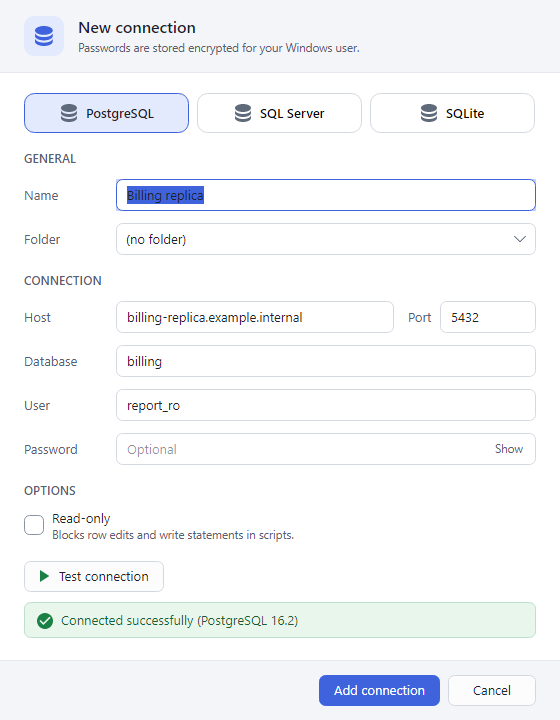 New connection
Passwords are stored encrypted for your Windows user.
PostgreSQL
SQL Server
SQLite
GENERAL
Name
Billing replica
Folder
(no folder)
CONNECTION
Host
billing-replica.example.internal
Port
5432
Database
billing
User
report_ro
Password
Optional
Show
OPTIONS
Read-only
Blocks row edits and write statements in scripts.
Test connection
Connected successfully (PostgreSQL 16.2)
Add connection
Cancel